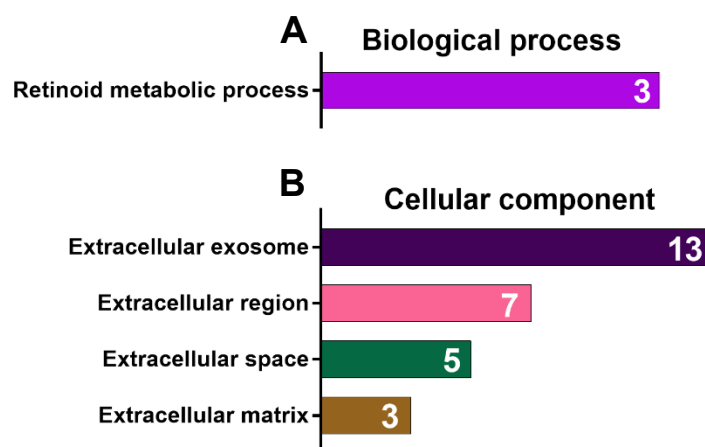 A
Biological process
Retinoid metabolic process
3
B
Cellular component
Extracellular exosome
13
Extracellular region
7
Extracellular space
5
Extracellular matrix
3